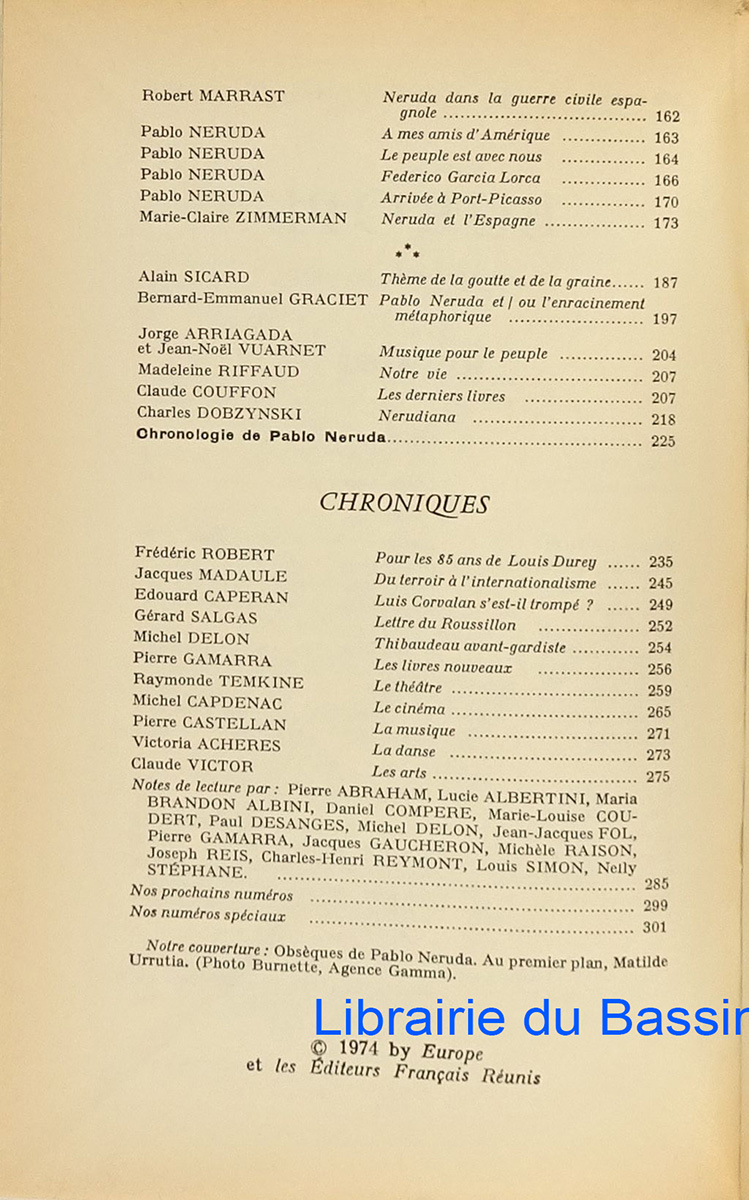 Robert MARRAST Neruda dans la guerre civile espa-
gnole .................................. 162
Pablo NERUDA A mes amis d'Amérique ............... 163
Pablo NERUDA Le peuple est avec nous ............... 164
Pablo NERUDA Federico Garcia Lorca ............... 166
Pablo NERUDA Arrivée à Port-Picasso ............... 170
Marie-Claire ZIMMERMAN Neruda et l'Espagne .................. 173
***
Alain SICARD Thème de la goutte et de la graine...... 187
Bernard-Emmanuel GRACIET Pablo Neruda et/ou l'enracinement
métaphorique ........................ 197
Jorge ARRIAGADA
et Jean-Noël VUARNET Musique pour le peuple ............... 204
Madeleine RIFFAUD Notre vie .................................. 207
Claude COUFFON Les derniers livres ..................... 207
Charles DOBZYNSKI Nerudiana .............................. 218
Chronologie de Pablo Neruda.............................................. 225
CHRONIQUES
Frédéric ROBERT Pour les 85 ans de Louis Durey ...... 235
Jacques MADAULE Du terroir à l'internationalisme ...... 245
Edouard CAPERAN Luis Corvalan s'est-il trompé ? ...... 249
Gérard SALGAS Lettre du Roussillon .................. 252
Michel DELON Thibaudeau avant-gardiste ............ 254
Pierre GAMARRA Les livres nouveaux .................. 256
Raymonde TEMKINE Le théâtre .................................. 259
Michel CAPDENAC Le cinéma .................................. 265
Pierre CASTELLAN La musique .............................. 271
Victoria ACHERES La danse .................................. 273
Claude VICTOR Les arts ..................................... 275
Notes de lecture par : Pierre ABRAHAM, Lucie ALBERTINI, Maria
BRANDON ALBINI, Daniel COMPERE, Marie-Louise COU-
DERT, Paul DESANGES, Michel DELON, Jean-Jacques FOL,
Pierre GAMARRA, Jacques GAUCHERON, Michèle RAISON,
Joseph REIS, Charles-Henri REYMONT, Louis SIMON, Nelly
STÉPHANE. ............................................................ 285
Nos prochains numéros ...................................................... 299
Nos numéros spéciaux ...................................................... 301
Notre couverture : Obsèques de Pablo Neruda. Au premier plan, Matilde
Urrutia. (Photo Burnette, Agence Gamma).
Librairie du Bassin
© 1974 by Europe
et les Éditeurs Français Réunis